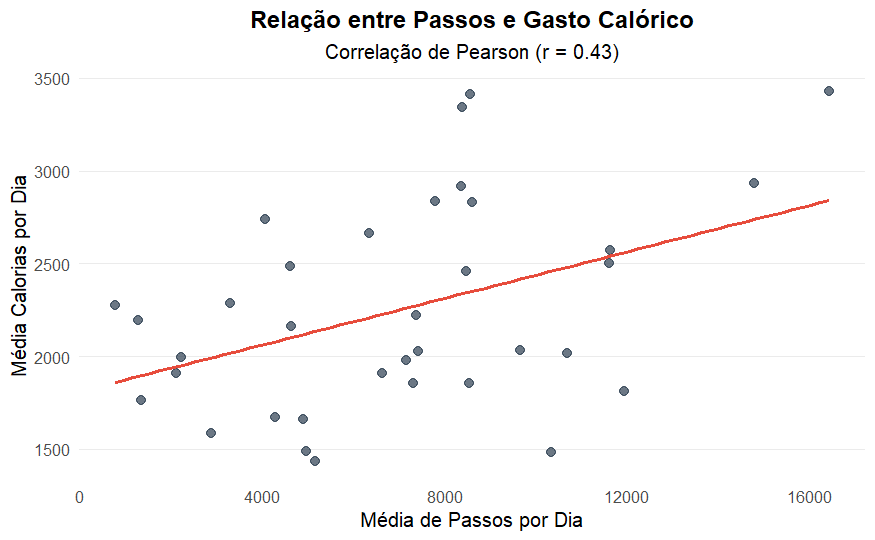 Relação entre Passos e Gasto Calórico
Correlação de Pearson (r = 0.43)
Média Calorias por Dia
3500
3000
2500
2000
1500
0 4000 8000 12000 16000
Média de Passos por Dia